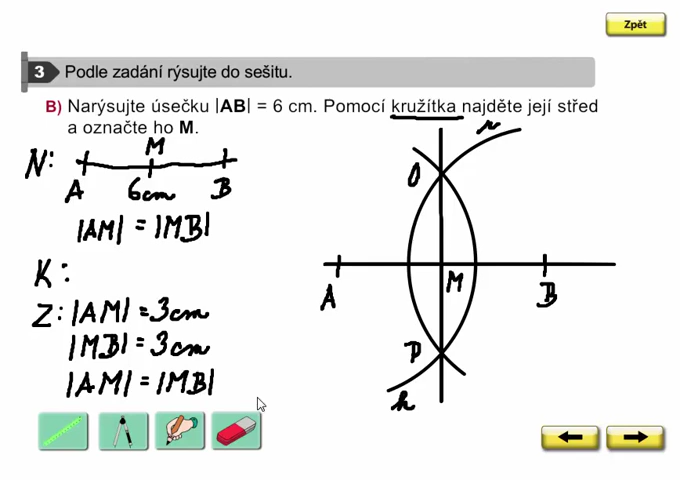 Zpět
3 Podle zadání rýsujte do sešitu.
B) Narýsujte úsečku |AB| = 6 cm. Pomocí kružítka najděte její střed
a označte ho M.
N:
M
A 6cm B
|AM| = |MB|
K:
Z: |AM| = 3cm
|MB| = 3cm
|AM| = |MB|
O
A M B
P
k